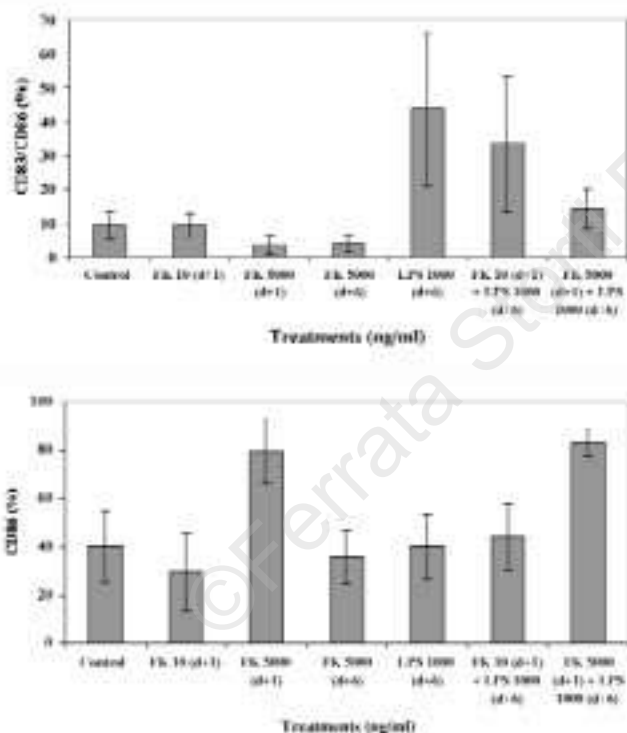 70
60
50
40
30
20
10
0
CD83/CD86 (%)
Control
Fk 10 (d+1)
Fk 5000
(d+1)
Fk 5000
(d+6)
LPS 1000
(d+6)
Fk 10 (d+1)
+ LPS 1000
(d+6)
Fk 5000
(d+1) + LPS
1000 (d+6)
Treatments (ng/ml)
100
80
60
40
20
0
CD86 (%)
Control
Fk 10 (d+1)
Fk 5000
(d+1)
Fk 5000
(d+6)
LPS 1000
(d+6)
Fk 10 (d+1)
+ LPS 1000
(d+6)
Fk 5000
(d+1) + LPS
1000 (d+6)
Treatments (ng/ml)
©Ferrata Storti